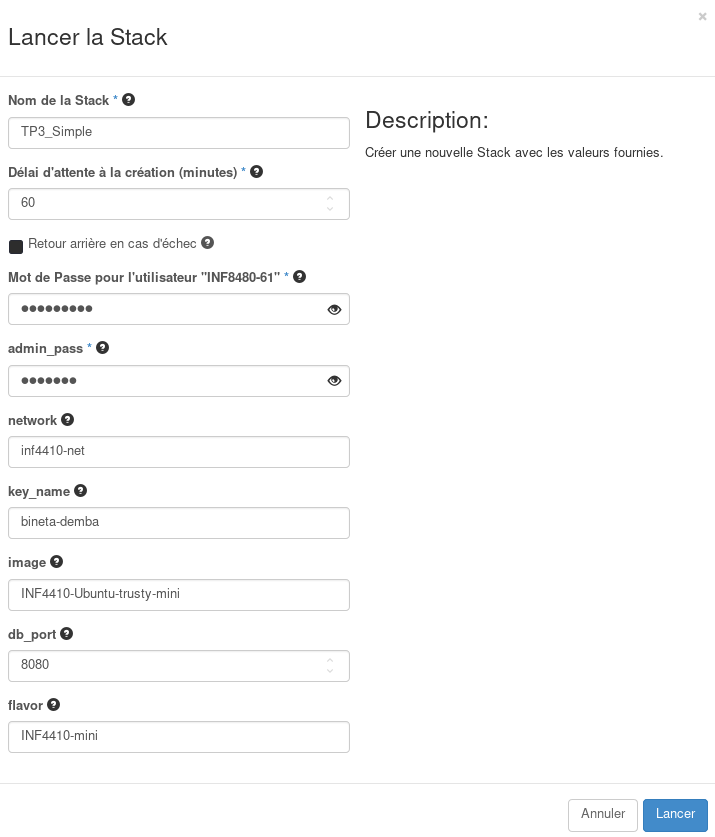 ×
Lancer la Stack
Nom de la Stack * ?
TP3_Simple
Délai d'attente à la création (minutes) * ?
60
Retour arrière en cas d'échec ?
Mot de Passe pour l'utilisateur "INF8480-61" * ?
●●●●●●●●●
admin_pass * ?
●●●●●●●
network ?
inf4410-net
key_name ?
bineta-demba
image ?
INF4410-Ubuntu-trusty-mini
db_port ?
8080
flavor ?
INF4410-mini
Description:
Créer une nouvelle Stack avec les valeurs fournies.
Annuler
Lancer